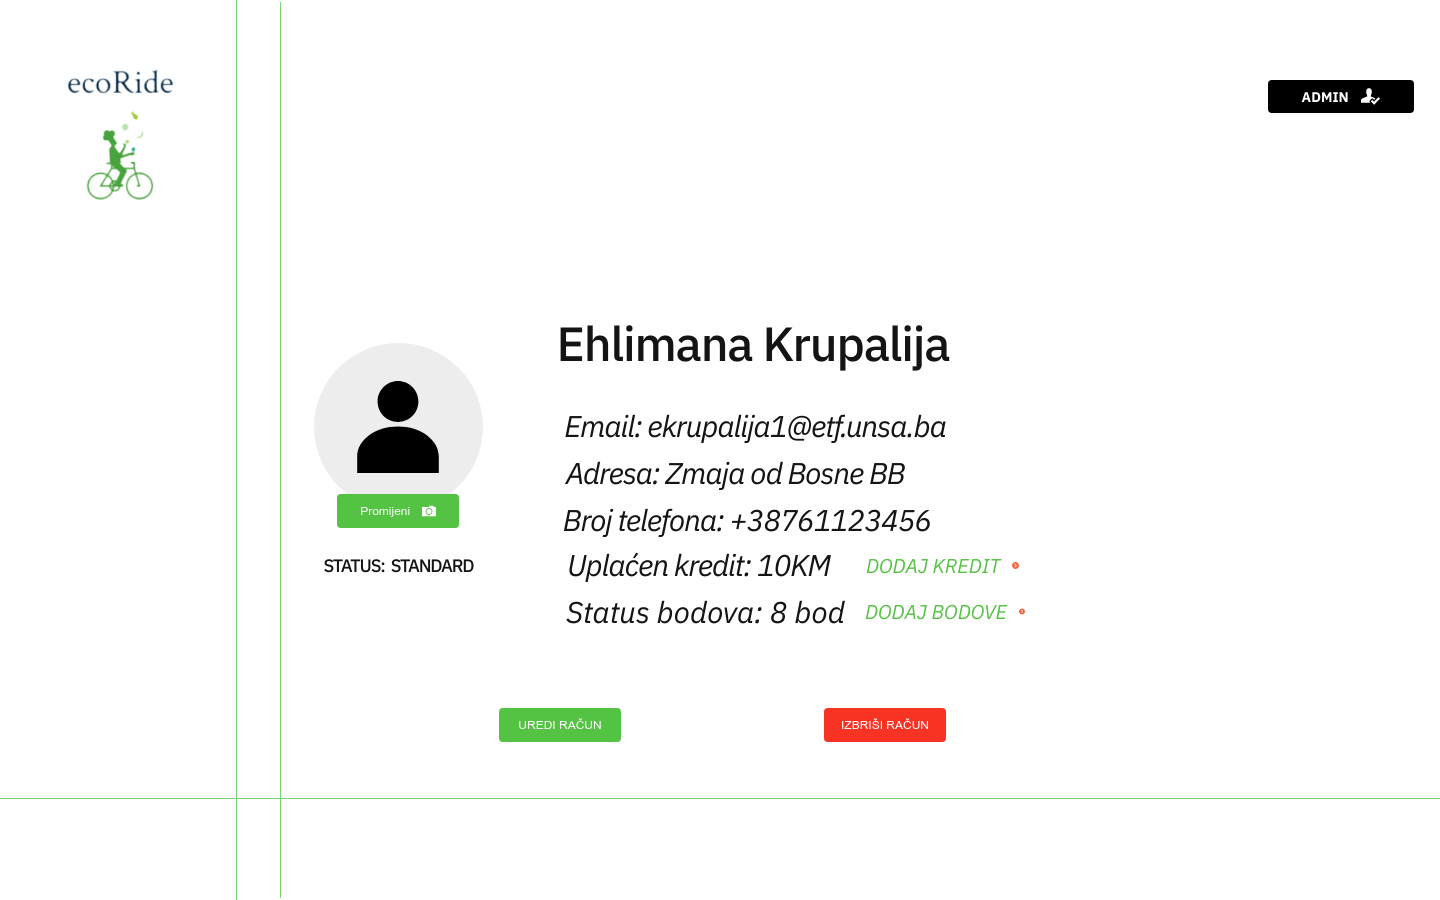 ecoRide
ADMIN
Ehlimana Krupalija
Email: ekrupalija1@etf.unsa.ba
Adresa: Zmaja od Bosne BB
Promijeni
Broj telefona: +38761123456
STATUS: STANDARD
Uplaćen kredit: 10KM DODAJ KREDIT
Status bodova: 8 bod DODAJ BODOVE
UREDI RAČUN
IZBRIŠI RAČUN